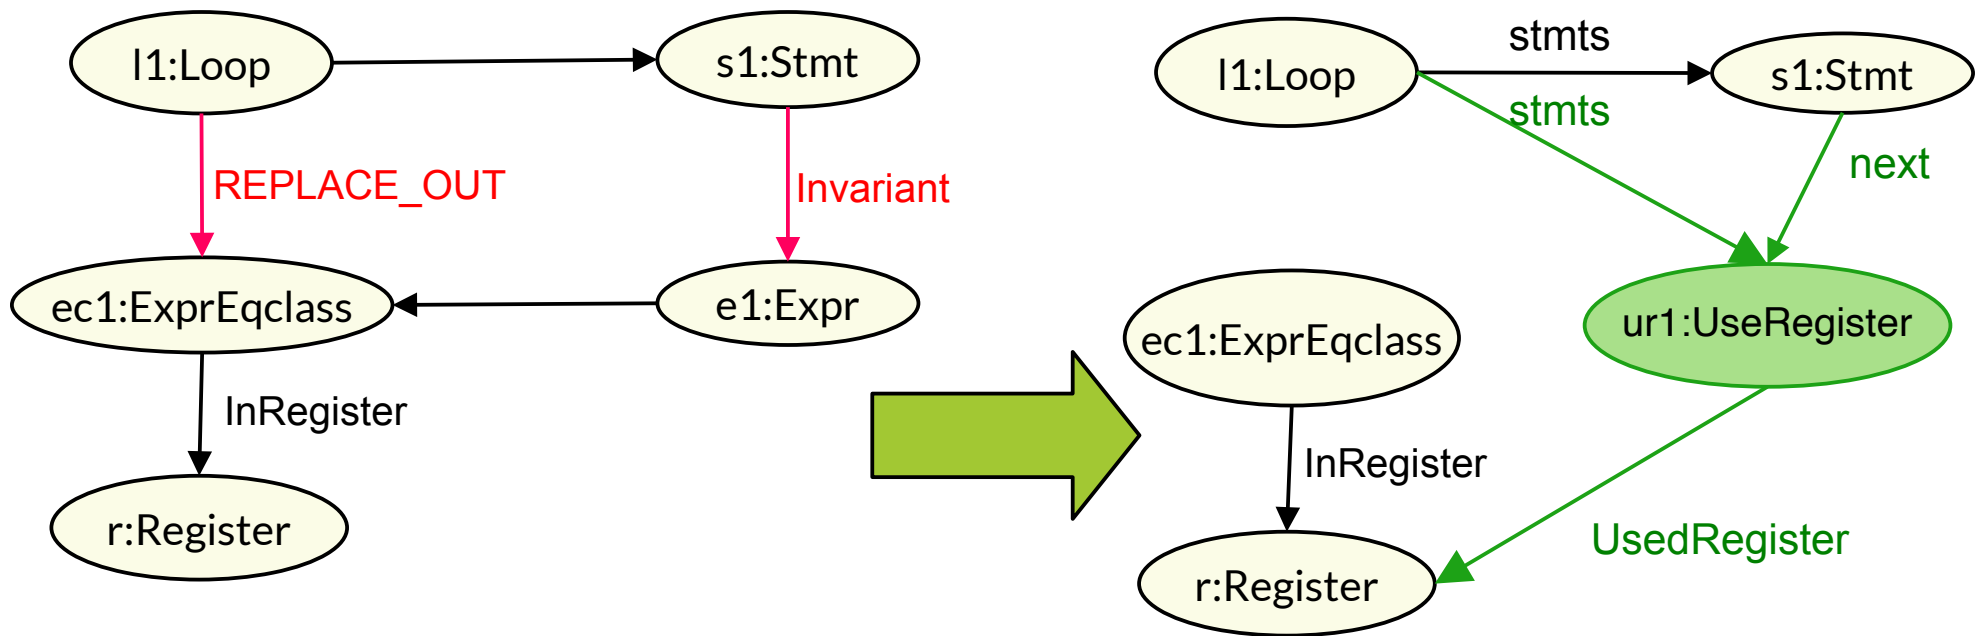 l1:Loop
s1:Stmt
REPLACE_OUT
Invariant
ec1:ExprEqclass
e1:Expr
InRegister
r:Register
l1:Loop
stmts
s1:Stmt
stmts
next
ec1:ExprEqclass
ur1:UseRegister
InRegister
UsedRegister
r:Register